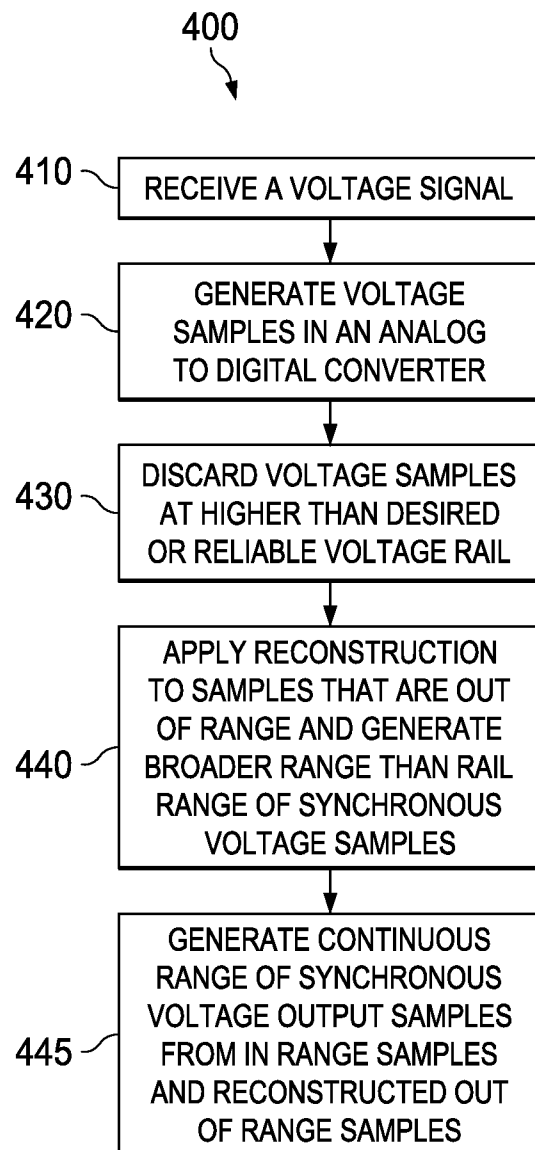 400
410
RECEIVE A VOLTAGE SIGNAL
420
GENERATE VOLTAGE
SAMPLES IN AN ANALOG
TO DIGITAL CONVERTER
430
DISCARD VOLTAGE SAMPLES
AT HIGHER THAN DESIRED
OR RELIABLE VOLTAGE RAIL
440
APPLY RECONSTRUCTION
TO SAMPLES THAT ARE OUT
OF RANGE AND GENERATE
BROADER RANGE THAN RAIL
RANGE OF SYNCHRONOUS
VOLTAGE SAMPLES
445
GENERATE CONTINUOUS
RANGE OF SYNCHRONOUS
VOLTAGE OUTPUT SAMPLES
FROM IN RANGE SAMPLES
AND RECONSTRUCTED OUT
OF RANGE SAMPLES